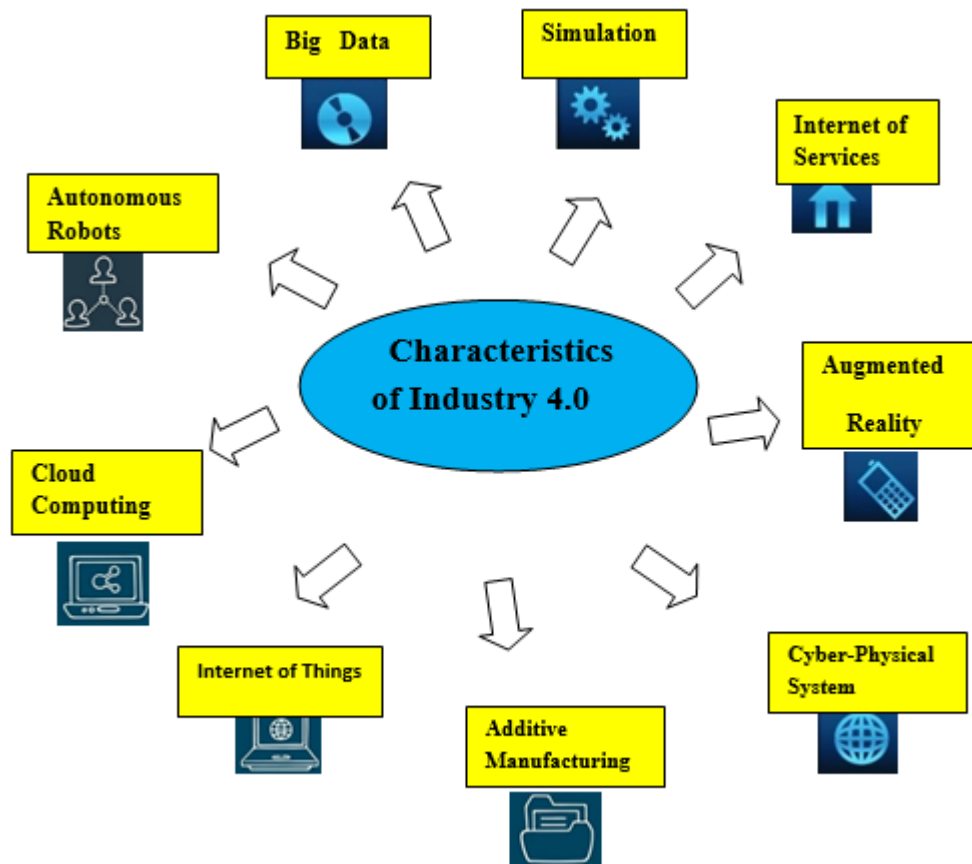 Big Data
Simulation
Internet of
Services
Autonomous
Robots
Characteristics
of Industry 4.0
Augmented
Reality
Cloud
Computing
Internet of Things
Cyber-Physical
System
Additive
Manufacturing